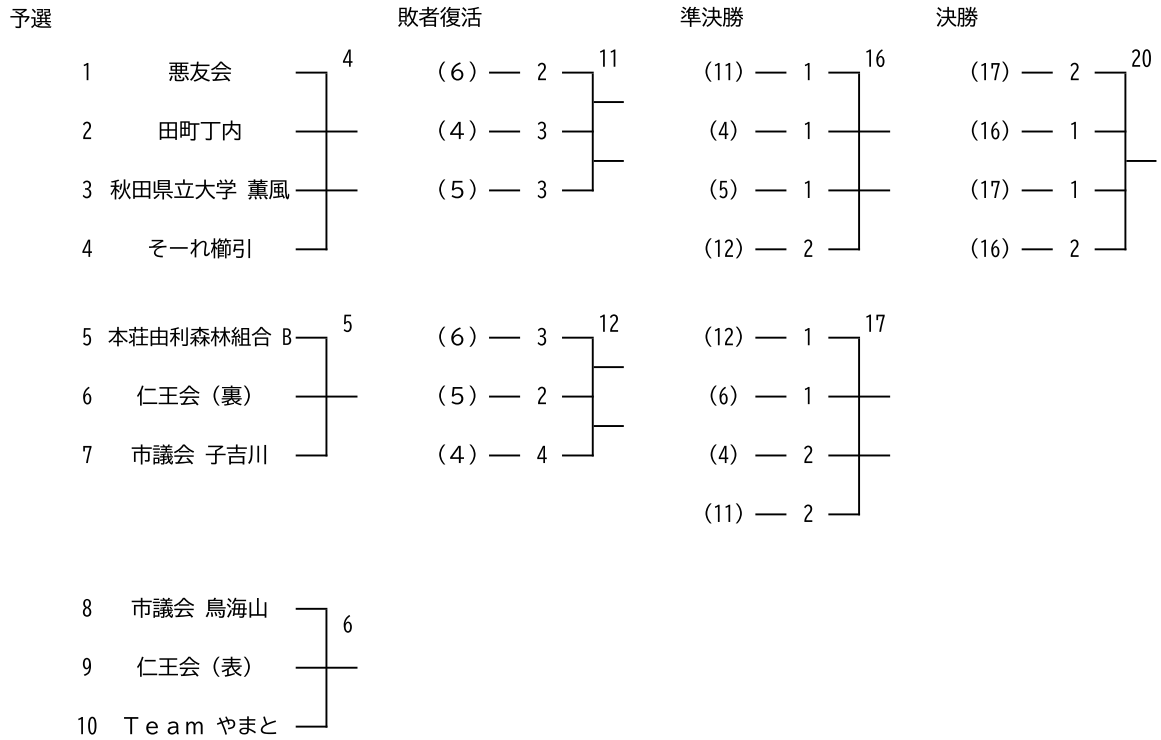 予選 敗者復活 準決勝 決勝
4 11 16 20
1 悪友会 (６) 2 (11) 1 (17) 2
2 田町丁内 (４) 3 (4) 1 (16) 1
3 秋田県立大学 薫風 (５) 3 (5) 1 (17) 1
4 そーれ櫛引 (12) 2 (16) 2
5 12 17
5 本荘由利森林組合 B (６) 3 (12) 1
6 仁王会（裏） (５) 2 (6) 1
7 市議会 子吉川 (４) 4 (4) 2
(11) 2
8 市議会 鳥海山
6
9 仁王会（表）
10 Ｔｅａｍ やまと